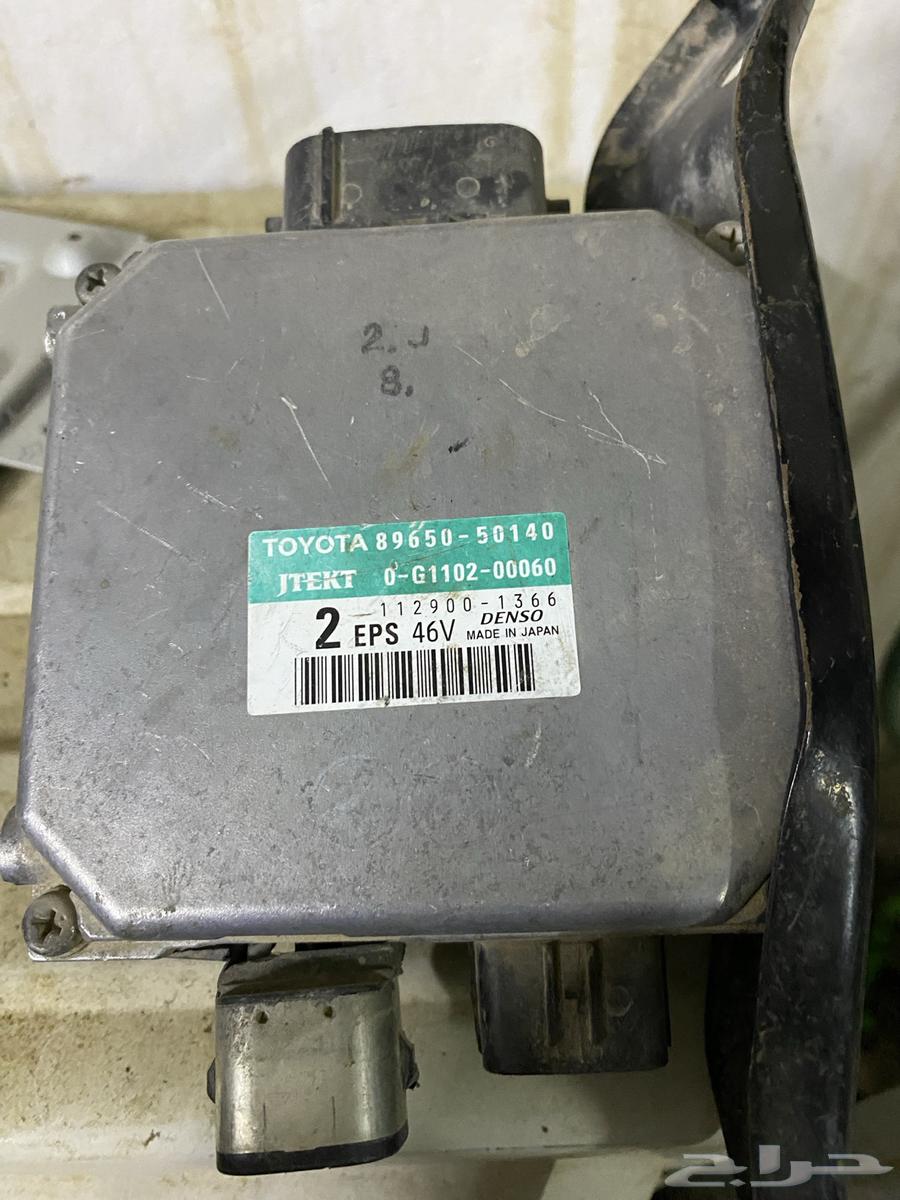 2. J
8.
TOYOTA 89650-50140
JTEKT 0-G1102-00060
112900-1366
2 EPS 46V DENSO
MADE IN JAPAN
حراج